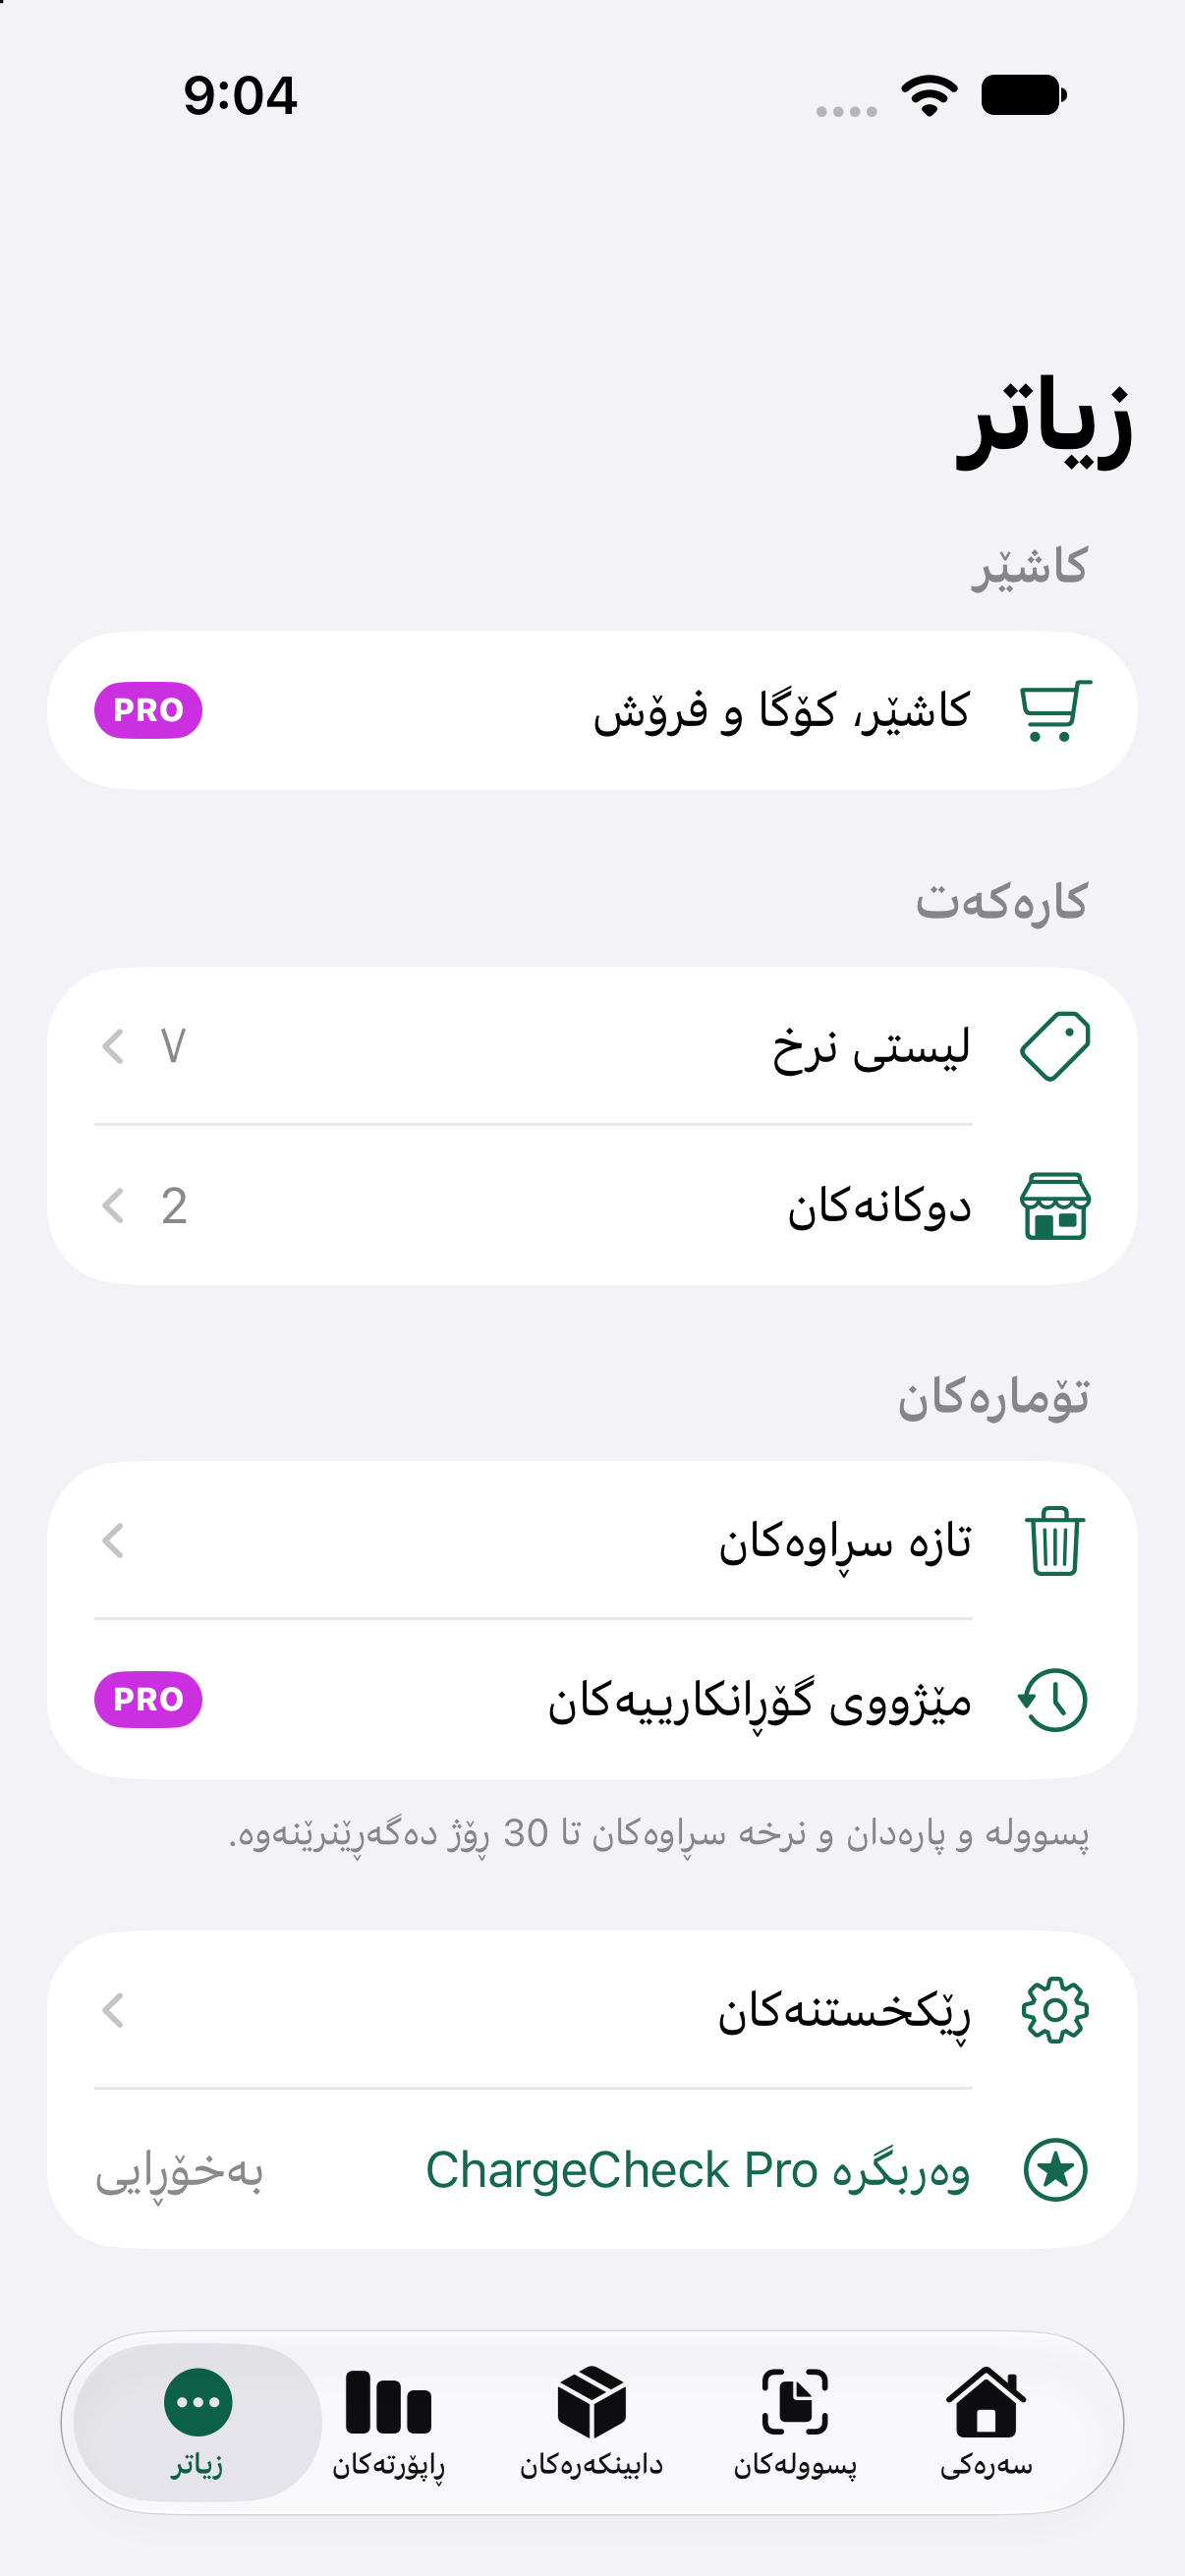 9:04
زیاتر
کاشێر
کاشێر، کۆگا و فرۆش PRO
کارەکەت
لیستی نرخ ٧
دوکانەکان 2
تۆمارەکان
تازە سڕاوەکان
مێژووی گۆڕانکارییەکان PRO
پسوولە و پارەدان و نرخە سڕاوەکان تا 30 ڕۆژ دەگەڕێنرێنەوە.
ڕێکخستنەکان
وەربگرە ChargeCheck Pro بەخۆڕایی
سەرەکی
پسوولەکان
دابینکەرەکان
ڕاپۆرتەکان
زیاتر